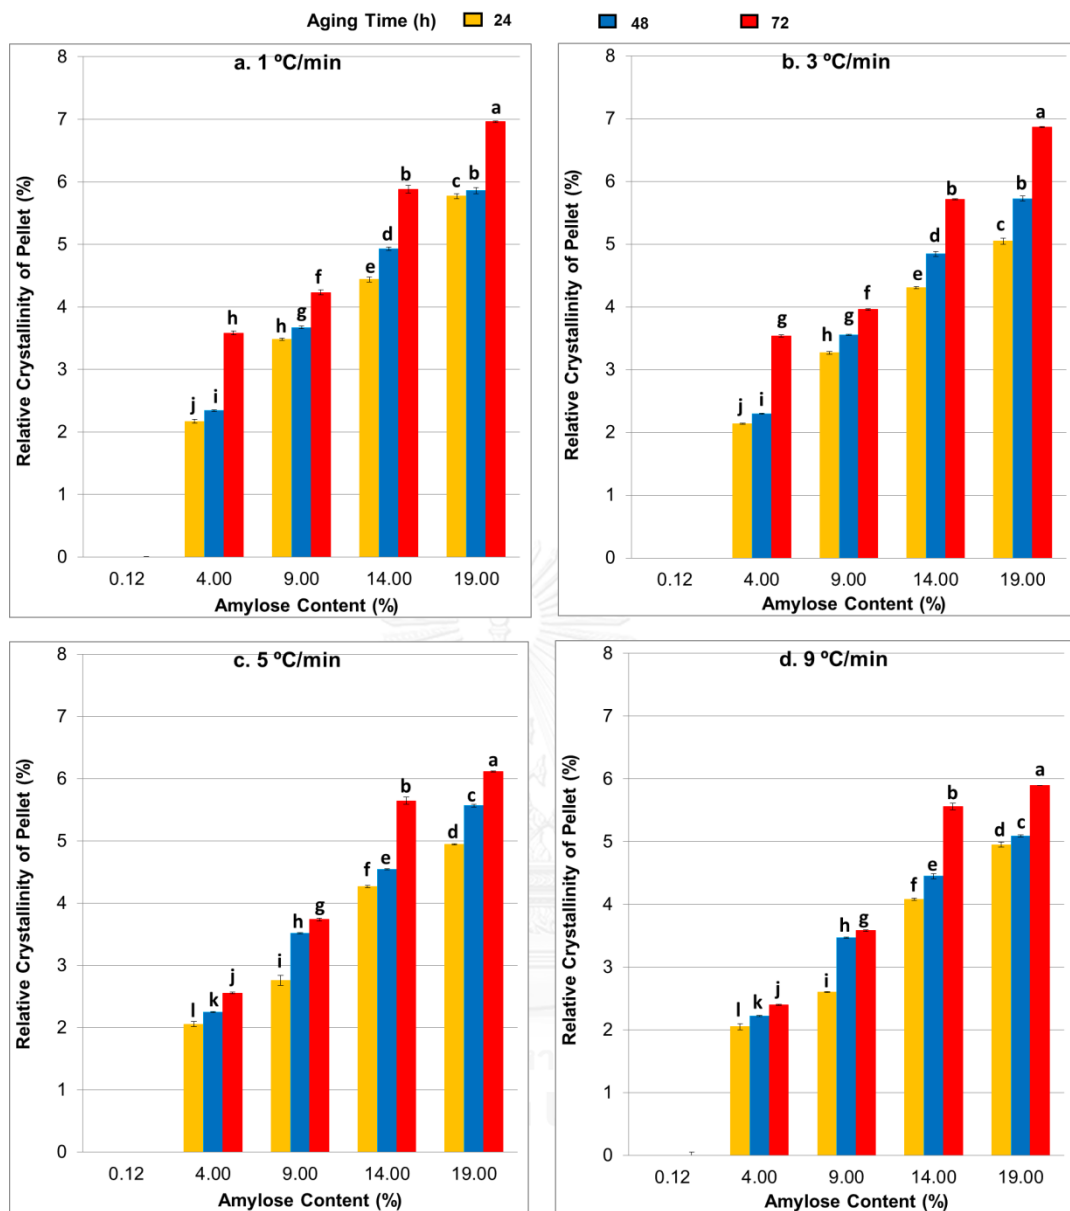 Aging Time (h) 24 48 72
a. 1 ºC/min
Relative Crystallinity of Pellet (%)
8
7
6
5
4
3
2
1
0
j i h
h g f
e d b
c b a
0.12 4.00 9.00 14.00 19.00
Amylose Content (%)
b. 3 ºC/min
Relative Crystallinity of Pellet (%)
8
7
6
5
4
3
2
1
0
j i g
h g f
e d b
c b a
0.12 4.00 9.00 14.00 19.00
Amylose Content (%)
c. 5 ºC/min
Relative Crystallinity of Pellet (%)
8
7
6
5
4
3
2
1
0
l k j
i h g
f e b
d c a
0.12 4.00 9.00 14.00 19.00
Amylose Content (%)
d. 9 ºC/min
Relative Crystallinity of Pellet (%)
8
7
6
5
4
3
2
1
0
l k j
i h g
f e b
d c a
0.12 4.00 9.00 14.00 19.00
Amylose Content (%)